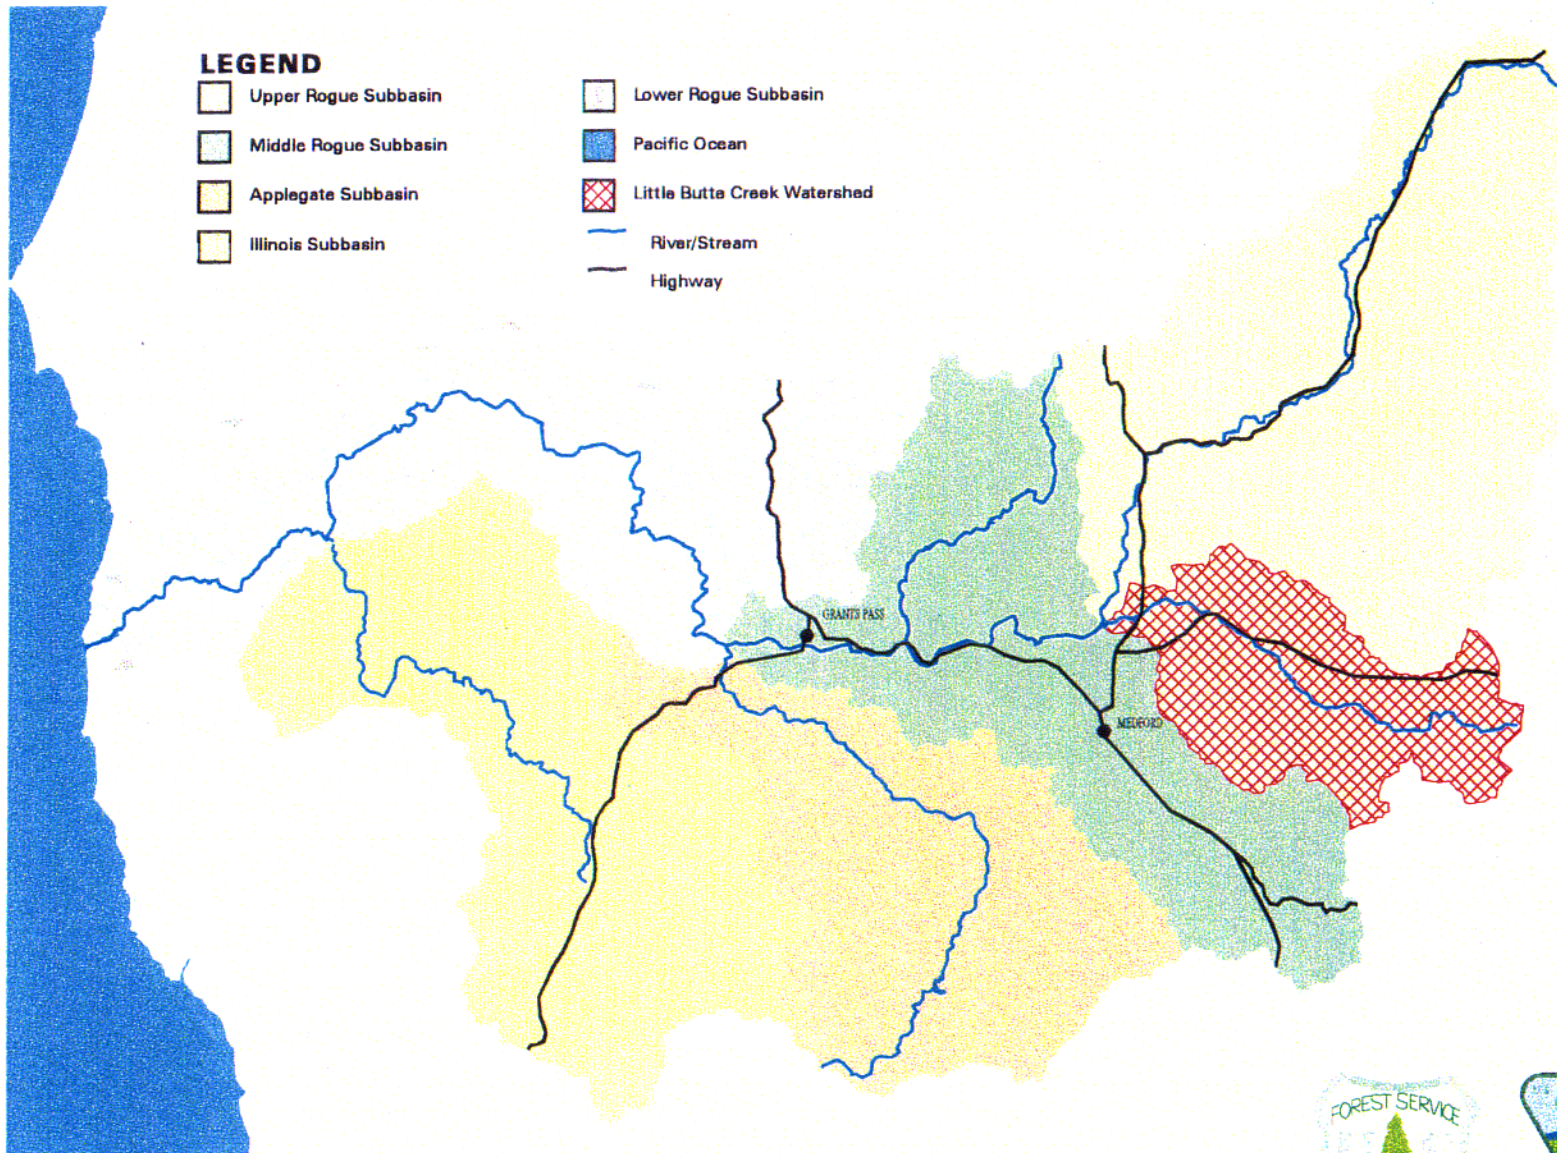 LEGEND
Upper Rogue Subbasin
Middle Rogue Subbasin
Applegate Subbasin
Illinois Subbasin
Lower Rogue Subbasin
Pacific Ocean
Little Butte Creek Watershed
River/Stream
Highway
GRANTS PASS
MEDFORD
FOREST SERVICE